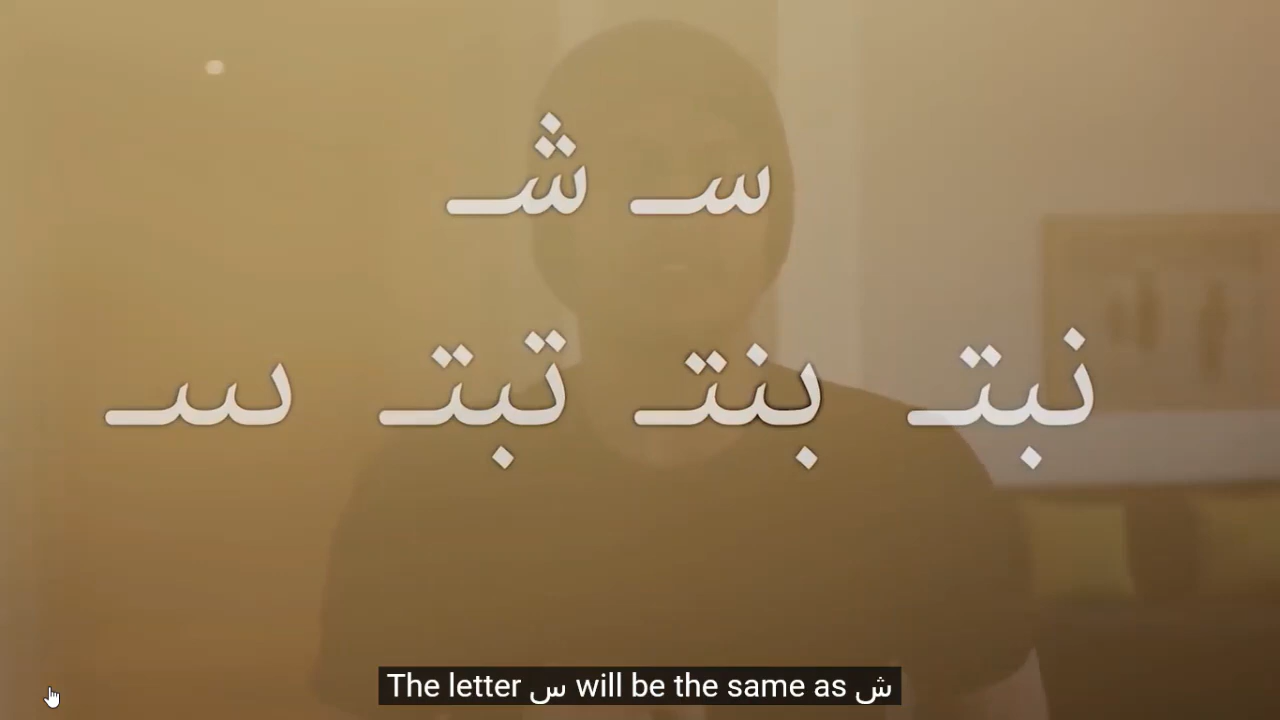 سـ شـ
نبتـ بنتـ تبتـ سـ
The letter س will be the same as ش